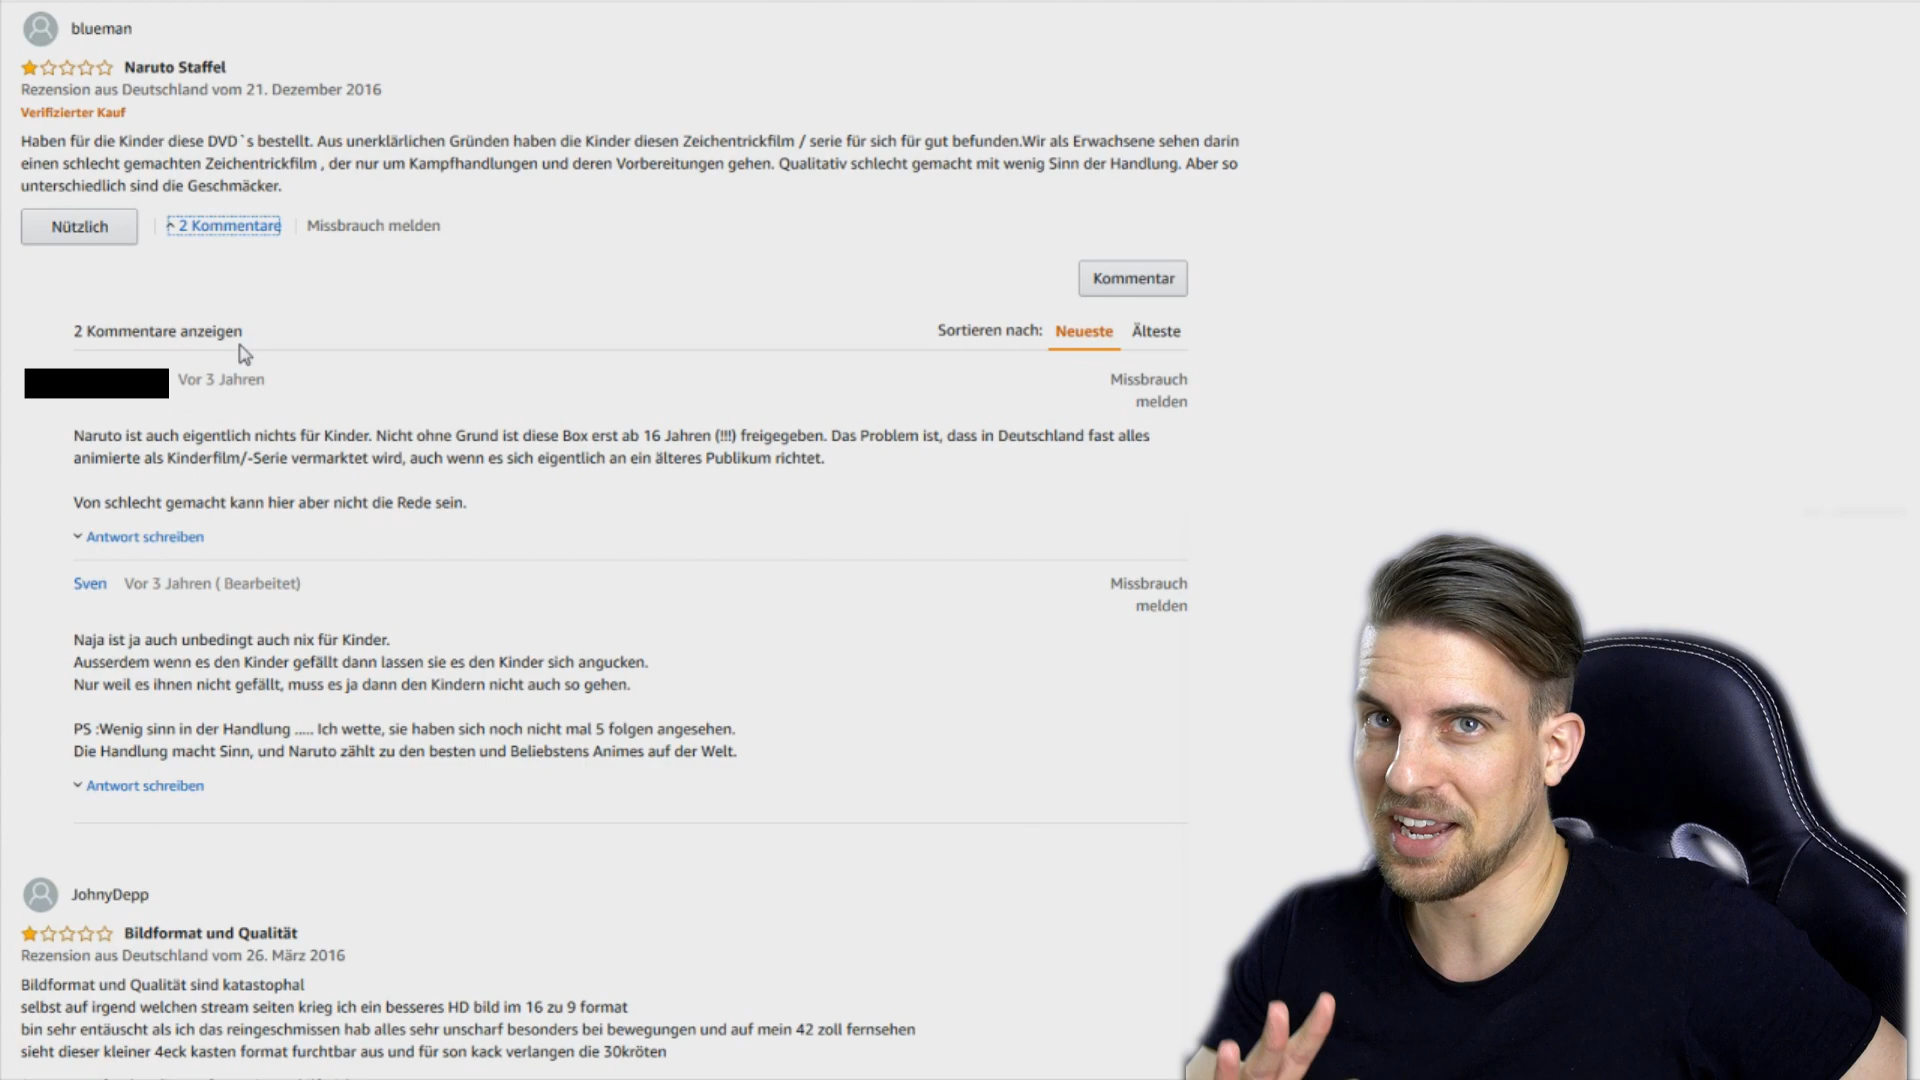 blueman
Naruto Staffel
Rezension aus Deutschland vom 21. Dezember 2016
Verifizierter Kauf
Haben für die Kinder diese DVD`s bestellt. Aus unerklärlichen Gründen haben die Kinder diesen Zeichentrickfilm / serie für sich für gut befunden.Wir als Erwachsene sehen darin
einen schlecht gemachten Zeichentrickfilm , der nur um Kampfhandlungen und deren Vorbereitungen gehen. Qualitativ schlecht gemacht mit wenig Sinn der Handlung. Aber so
unterschiedlich sind die Geschmäcker.
Nützlich
2 Kommentare
Missbrauch melden
Kommentar
2 Kommentare anzeigen
Sortieren nach: Neueste Älteste
Vor 3 Jahren
Missbrauch
melden
Naruto ist auch eigentlich nichts für Kinder. Nicht ohne Grund ist diese Box erst ab 16 Jahren (!!!) freigegeben. Das Problem ist, dass in Deutschland fast alles
animierte als Kinderfilm/-Serie vermarktet wird, auch wenn es sich eigentlich an ein älteres Publikum richtet.
Von schlecht gemacht kann hier aber nicht die Rede sein.
Antwort schreiben
Sven Vor 3 Jahren ( Bearbeitet)
Missbrauch
melden
Naja ist ja auch unbedingt auch nix für Kinder.
Ausserdem wenn es den Kinder gefällt dann lassen sie es den Kinder sich angucken.
Nur weil es ihnen nicht gefällt, muss es ja dann den Kindern nicht auch so gehen.
PS :Wenig sinn in der Handlung ..... Ich wette, sie haben sich noch nicht mal 5 folgen angesehen.
Die Handlung macht Sinn, und Naruto zählt zu den besten und Beliebstens Animes auf der Welt.
Antwort schreiben
JohnyDepp
Bildformat und Qualität
Rezension aus Deutschland vom 26. März 2016
Bildformat und Qualität sind katastophal
selbst auf irgend welchen stream seiten krieg ich ein besseres HD bild im 16 zu 9 format
bin sehr entäuscht als ich das reingeschmissen hab alles sehr unscharf besonders bei bewegungen und auf mein 42 zoll fernsehen
sieht dieser kleiner 4eck kasten format furchtbar aus und für son kack verlangen die 30kröten